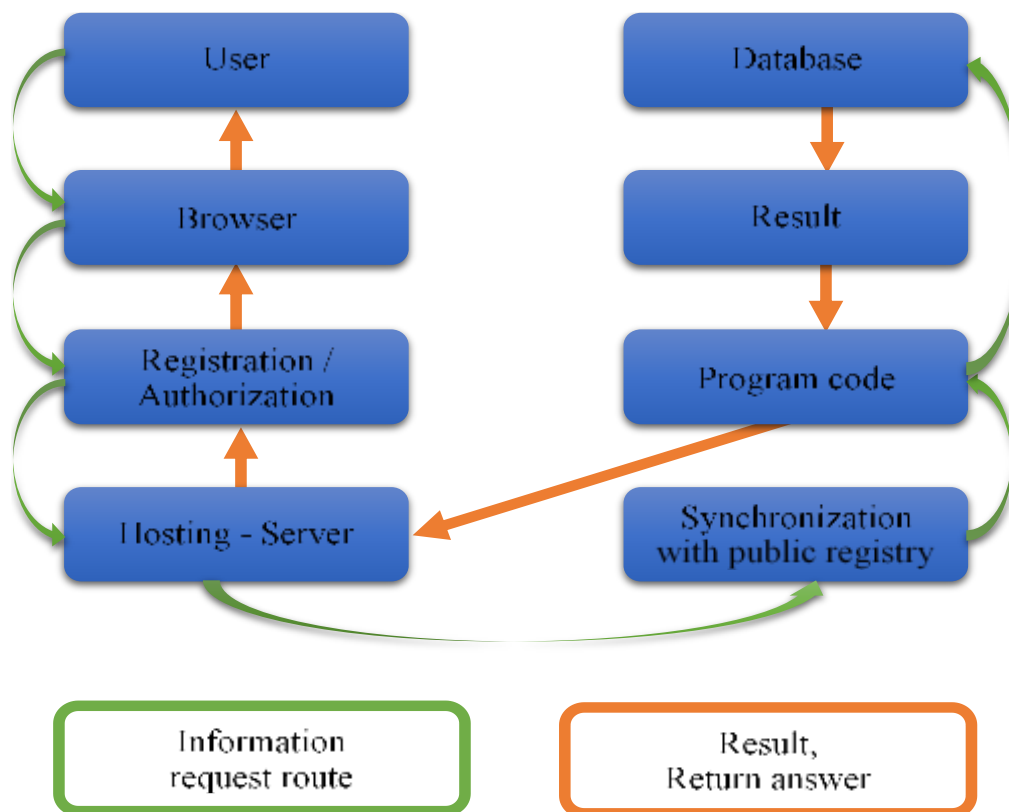 User
Database
Browser
Result
Registration /
Authorization
Program code
Hosting - Server
Synchronization
with public registry
Information
request route
Result,
Return answer